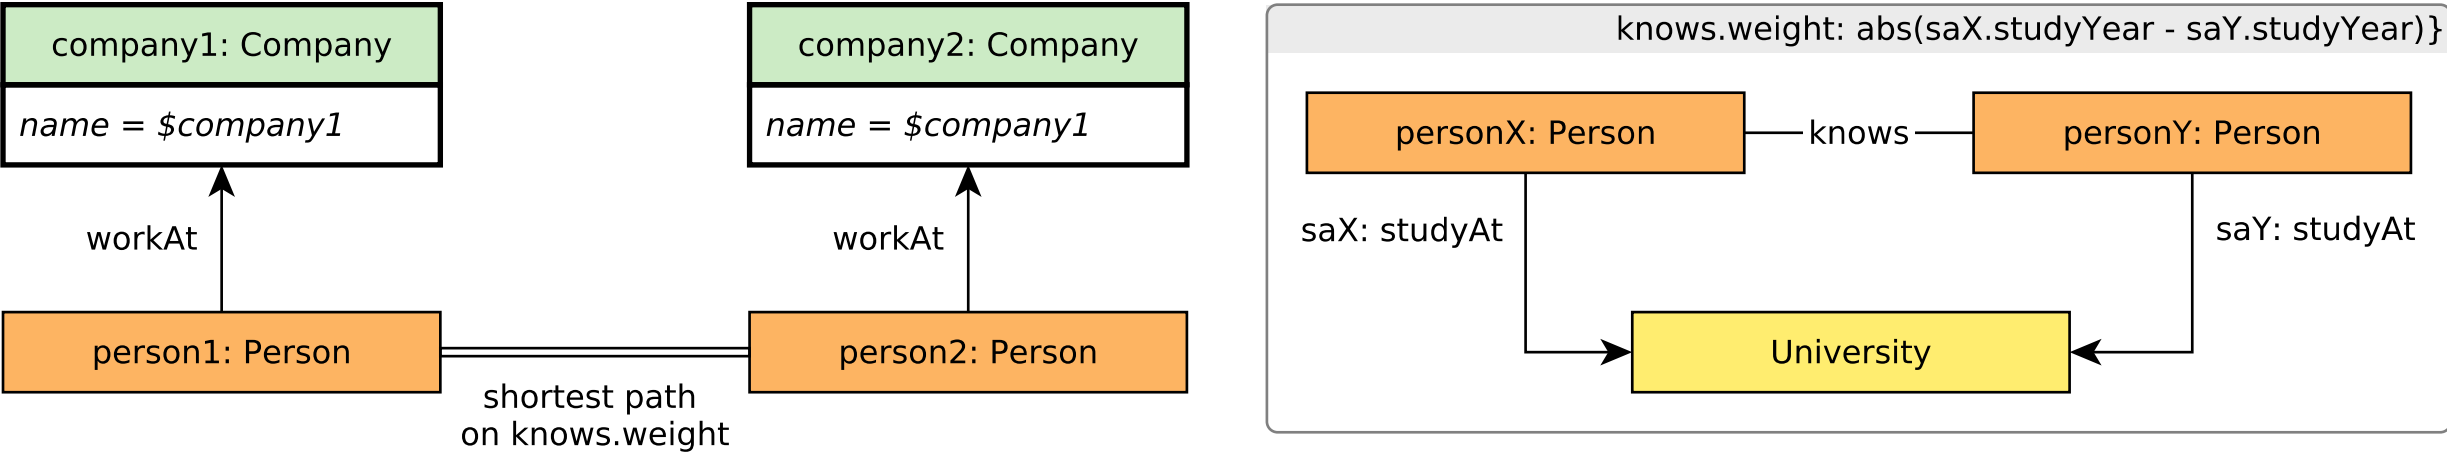 company1: Company
name = $company1
workAt
person1: Person
shortest path
on knows.weight
company2: Company
name = $company1
workAt
person2: Person
knows.weight: abs(saX.studyYear - saY.studyYear)}
personX: Person
knows
personY: Person
saX: studyAt
saY: studyAt
University